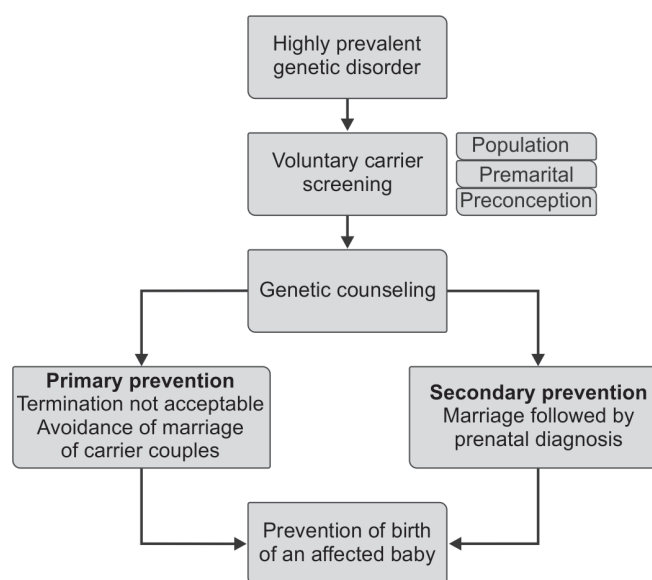 Highly prevalent
genetic disorder
Voluntary carrier
screening
Population
Premarital
Preconception
Genetic counseling
Primary prevention
Termination not acceptable
Avoidance of marriage
of carrier couples
Secondary prevention
Marriage followed by
prenatal diagnosis
Prevention of birth
of an affected baby